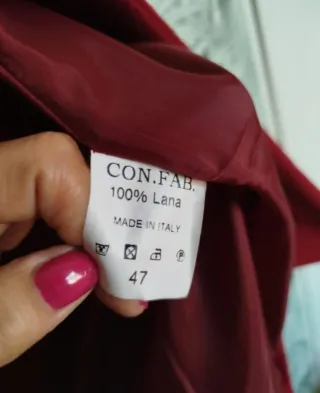 CON.FAB.
100% Lana
MADE IN ITALY
47